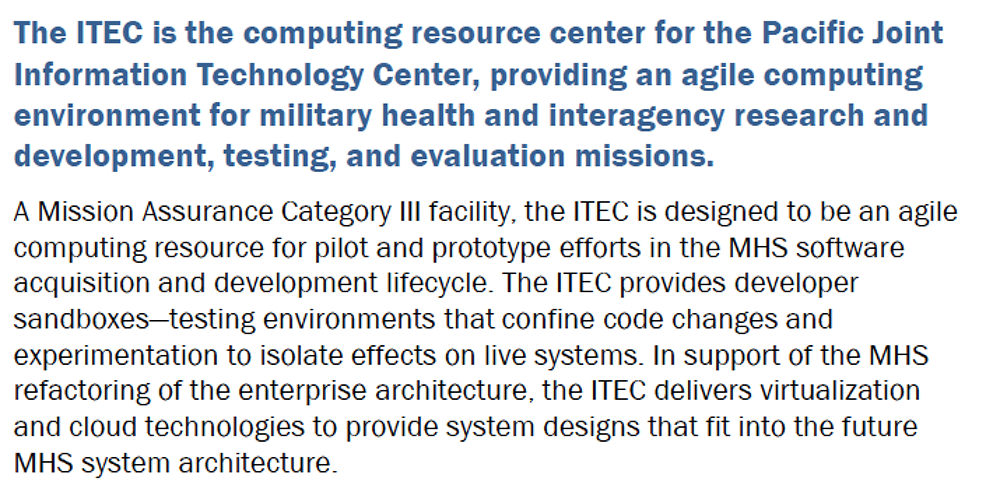 The ITEC is the computing resource center for the Pacific Joint
Information Technology Center, providing an agile computing
environment for military health and interagency research and
development, testing, and evaluation missions.
A Mission Assurance Category III facility, the ITEC is designed to be an agile
computing resource for pilot and prototype efforts in the MHS software
acquisition and development lifecycle. The ITEC provides developer
sandboxes—testing environments that confine code changes and
experimentation to isolate effects on live systems. In support of the MHS
refactoring of the enterprise architecture, the ITEC delivers virtualization
and cloud technologies to provide system designs that fit into the future
MHS system architecture.